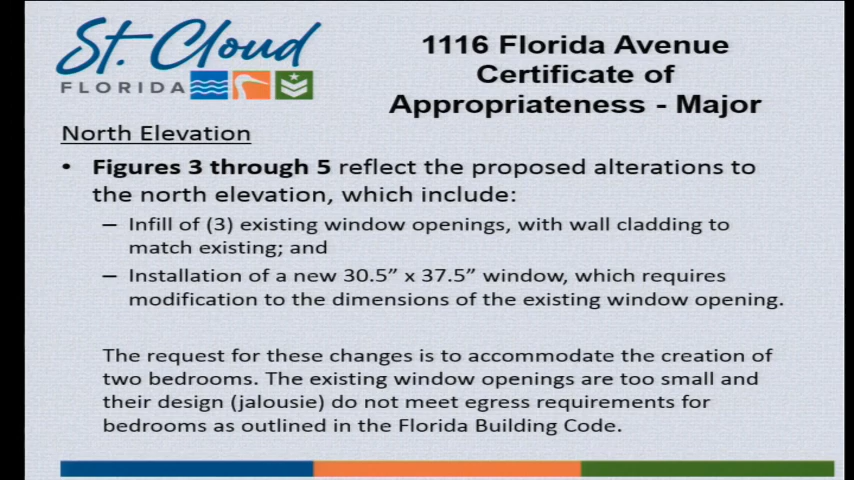 St. Cloud
FLORIDA
1116 Florida Avenue
Certificate of
Appropriateness - Major
North Elevation
• Figures 3 through 5 reflect the proposed alterations to
the north elevation, which include:
– Infill of (3) existing window openings, with wall cladding to
match existing; and
– Installation of a new 30.5” x 37.5” window, which requires
modification to the dimensions of the existing window opening.
The request for these changes is to accommodate the creation of
two bedrooms. The existing window openings are too small and
their design (jalousie) do not meet egress requirements for
bedrooms as outlined in the Florida Building Code.